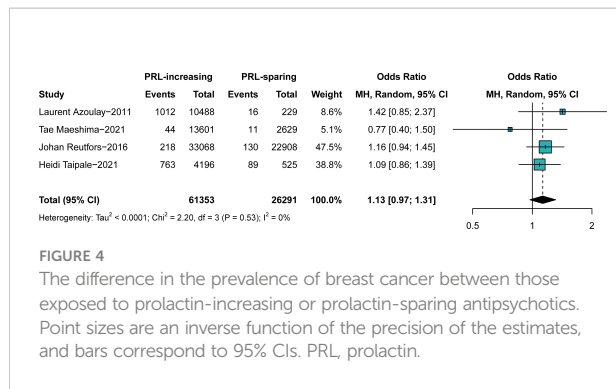 PRL-increasing PRL-sparing Odds Ratio Odds Ratio
Study Events Total Events Total Weight MH, Random, 95% CI MH, Random, 95% CI
Laurent Azoulay−2011 1012 10488 16 229 8.6% 1.42 [0.85; 2.37]
Tae Maeshima−2021 44 13601 11 2629 5.1% 0.77 [0.40; 1.50]
Johan Reutfors−2016 218 33068 130 22908 47.5% 1.16 [0.94; 1.45]
Heidi Taipale−2021 763 4196 89 525 38.8% 1.09 [0.86; 1.39]
Total (95% CI) 61353 26291 100.0% 1.13 [0.97; 1.31]
Heterogeneity: Tau² < 0.0001; Chi² = 2.20, df = 3 (P = 0.53); I² = 0%
0.5 1 2
FIGURE 4
The difference in the prevalence of breast cancer between those
exposed to prolactin-increasing or prolactin-sparing antipsychotics.
Point sizes are an inverse function of the precision of the estimates,
and bars correspond to 95% CIs. PRL, prolactin.